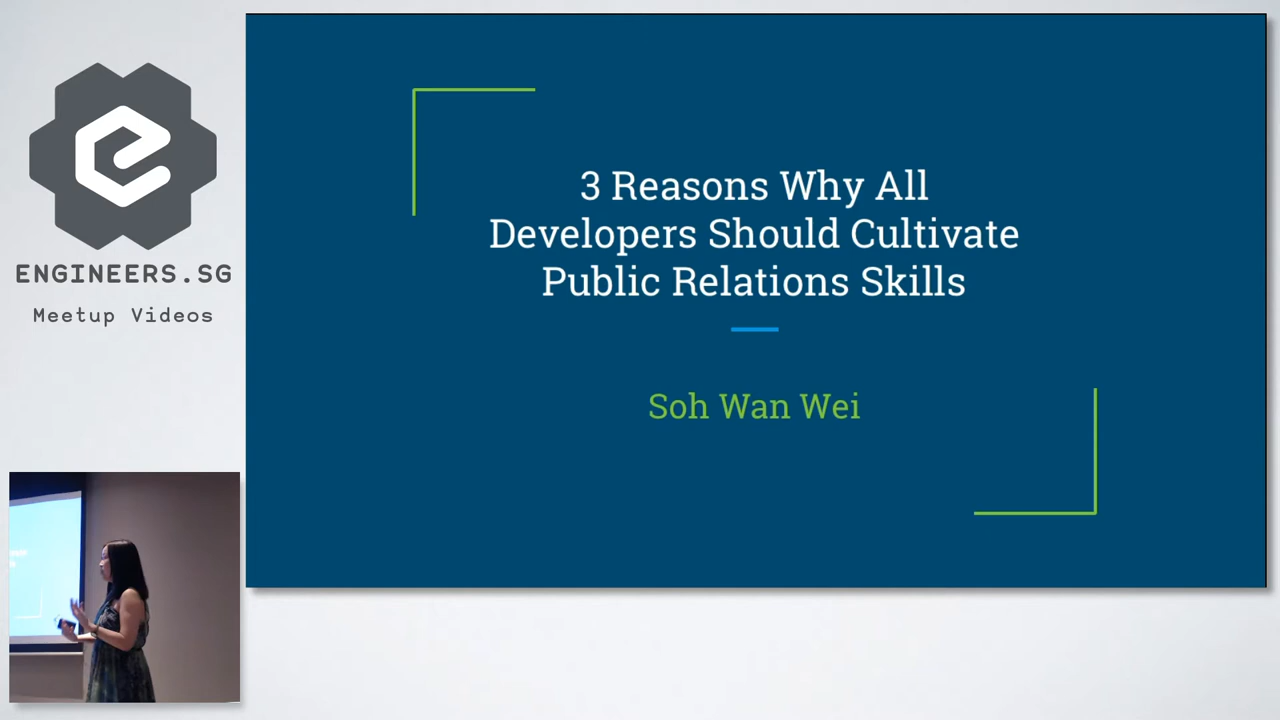 ENGINEERS.SG
Meetup Videos
3 Reasons Why All
Developers Should Cultivate
Public Relations Skills
Soh Wan Wei